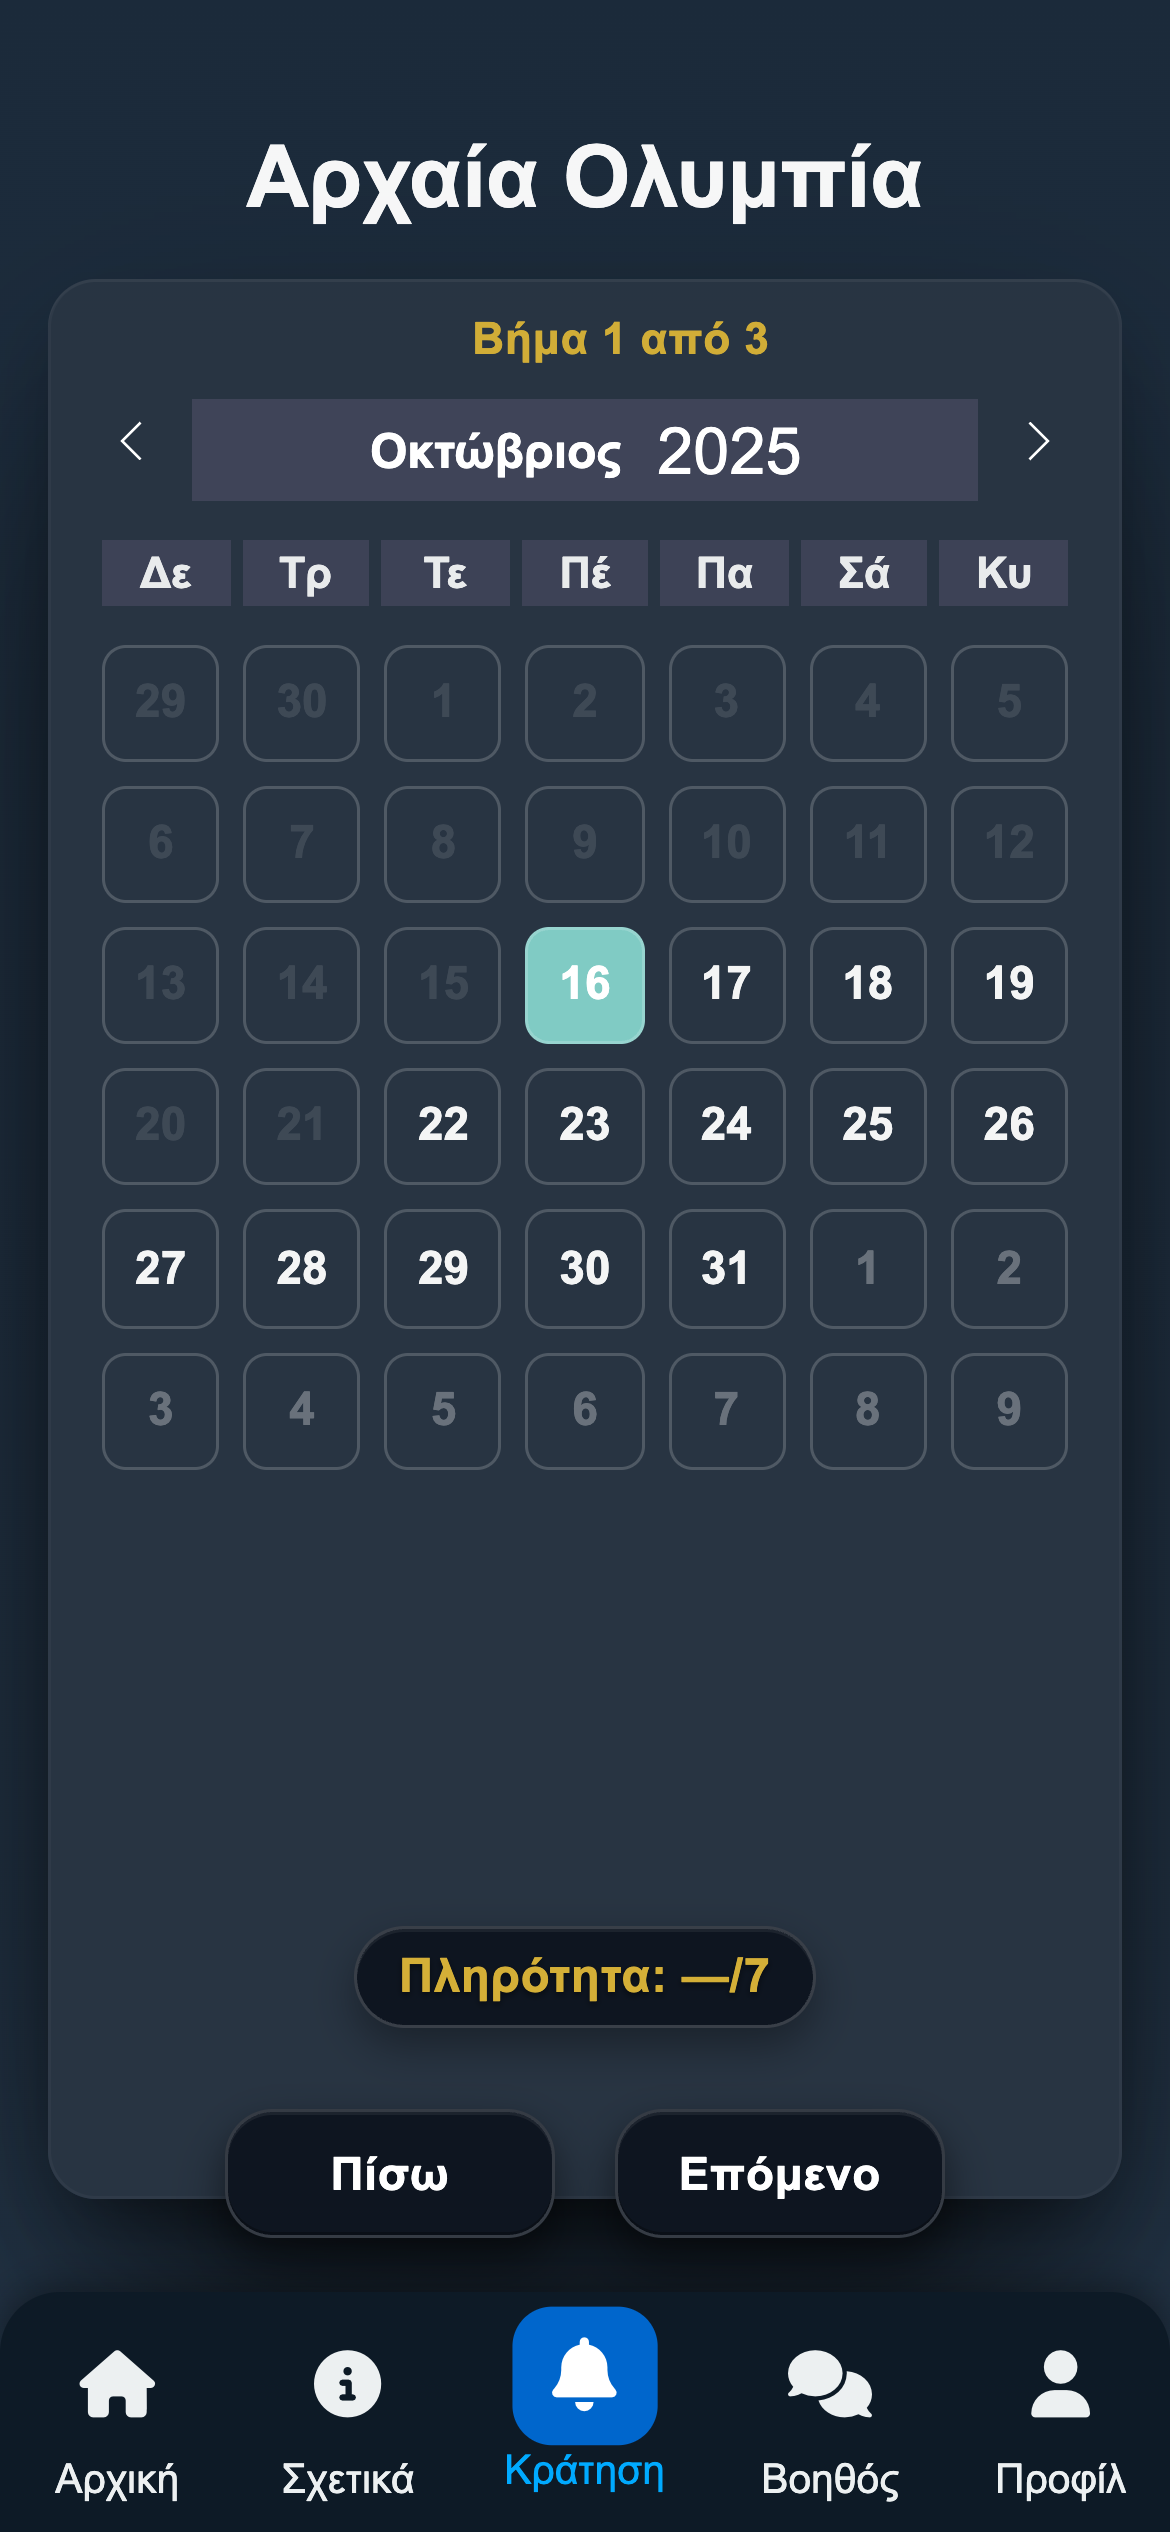 Αρχαία Ολυμπία
Βήμα 1 από 3
Οκτώβριος 2025
Δε Τρ Τε Πέ Πα Σά Κυ
29 30 1 2 3 4 5
6 7 8 9 10 11 12
13 14 15 16 17 18 19
20 21 22 23 24 25 26
27 28 29 30 31 1 2
3 4 5 6 7 8 9
Πληρότητα: —/7
Πίσω Επόμενο
Αρχική Σχετικά Κράτηση Βοηθός Προφίλ